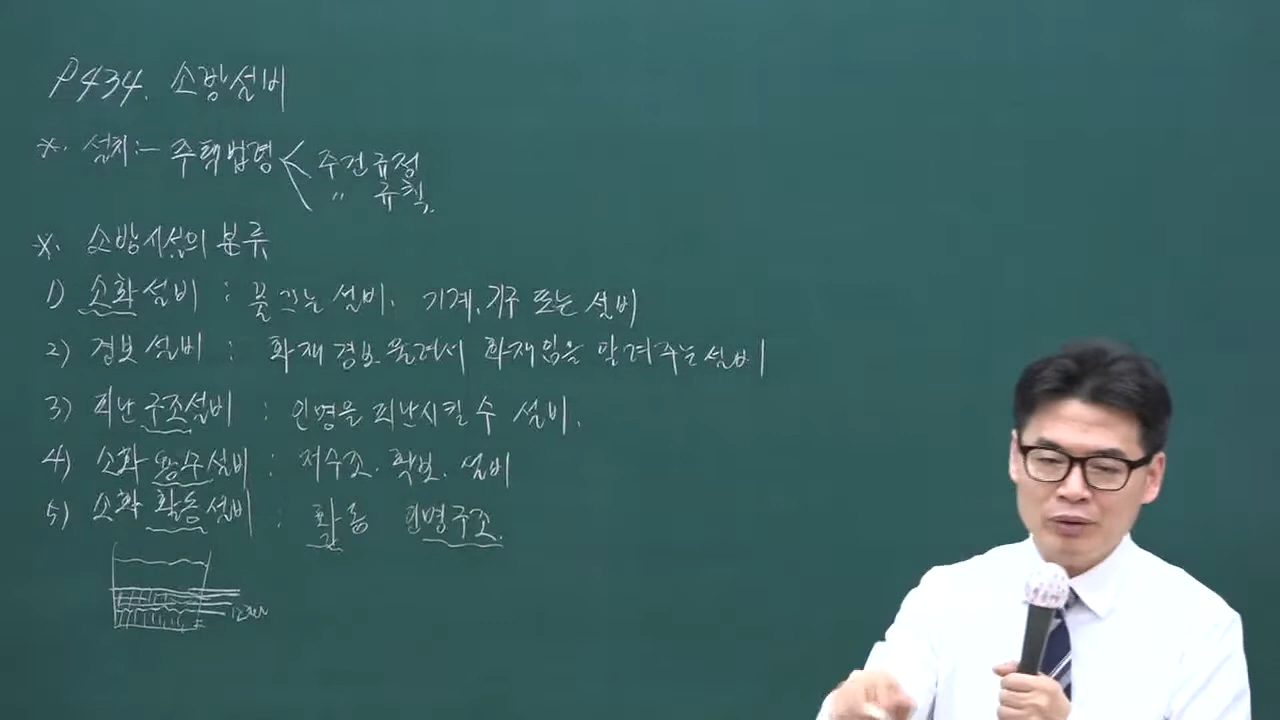 P434. 소방설비
※. 설치:― 주택법령 < 주건규정
〃 규칙.
※. 소방시설의 분류
1) 소화설비 : 불 끄는 설비. 기계.기구 또는 설비
2) 경보설비 : 화재경보 울려서 화재임을 알려주는 설비
3) 피난구조설비 : 인명을 피난시킬 수 설비.
4) 소화용수설비 : 저수조. 확보. 설비
5) 소화활동설비 : 활동 인명구조.